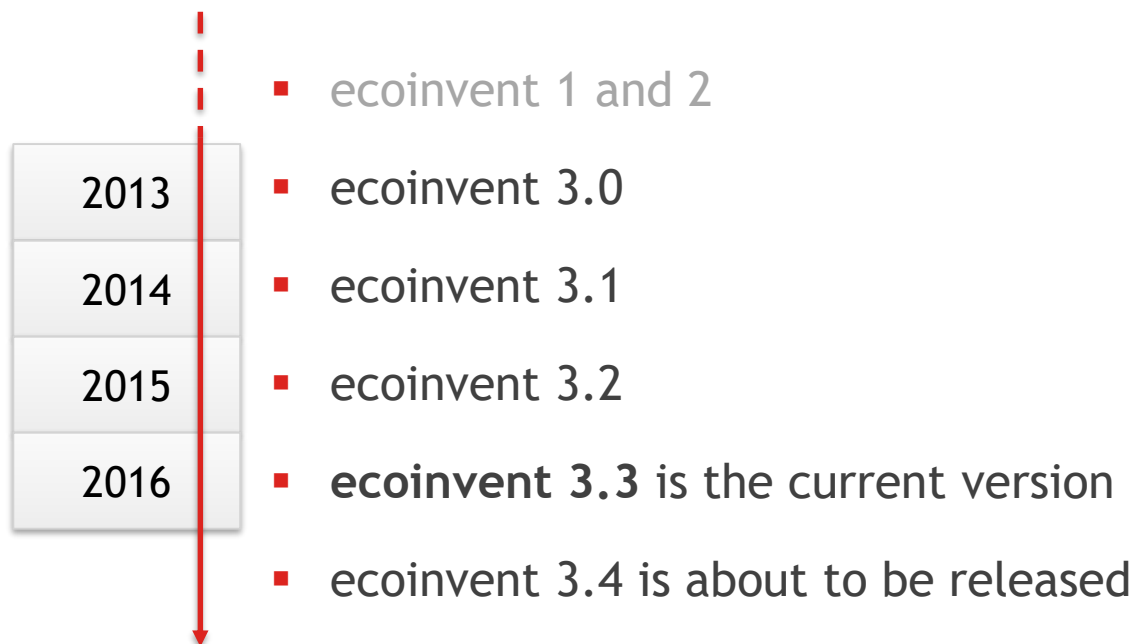 ecoinvent 1 and 2
2013
ecoinvent 3.0
2014
ecoinvent 3.1
2015
ecoinvent 3.2
2016
ecoinvent 3.3 is the current version
ecoinvent 3.4 is about to be released